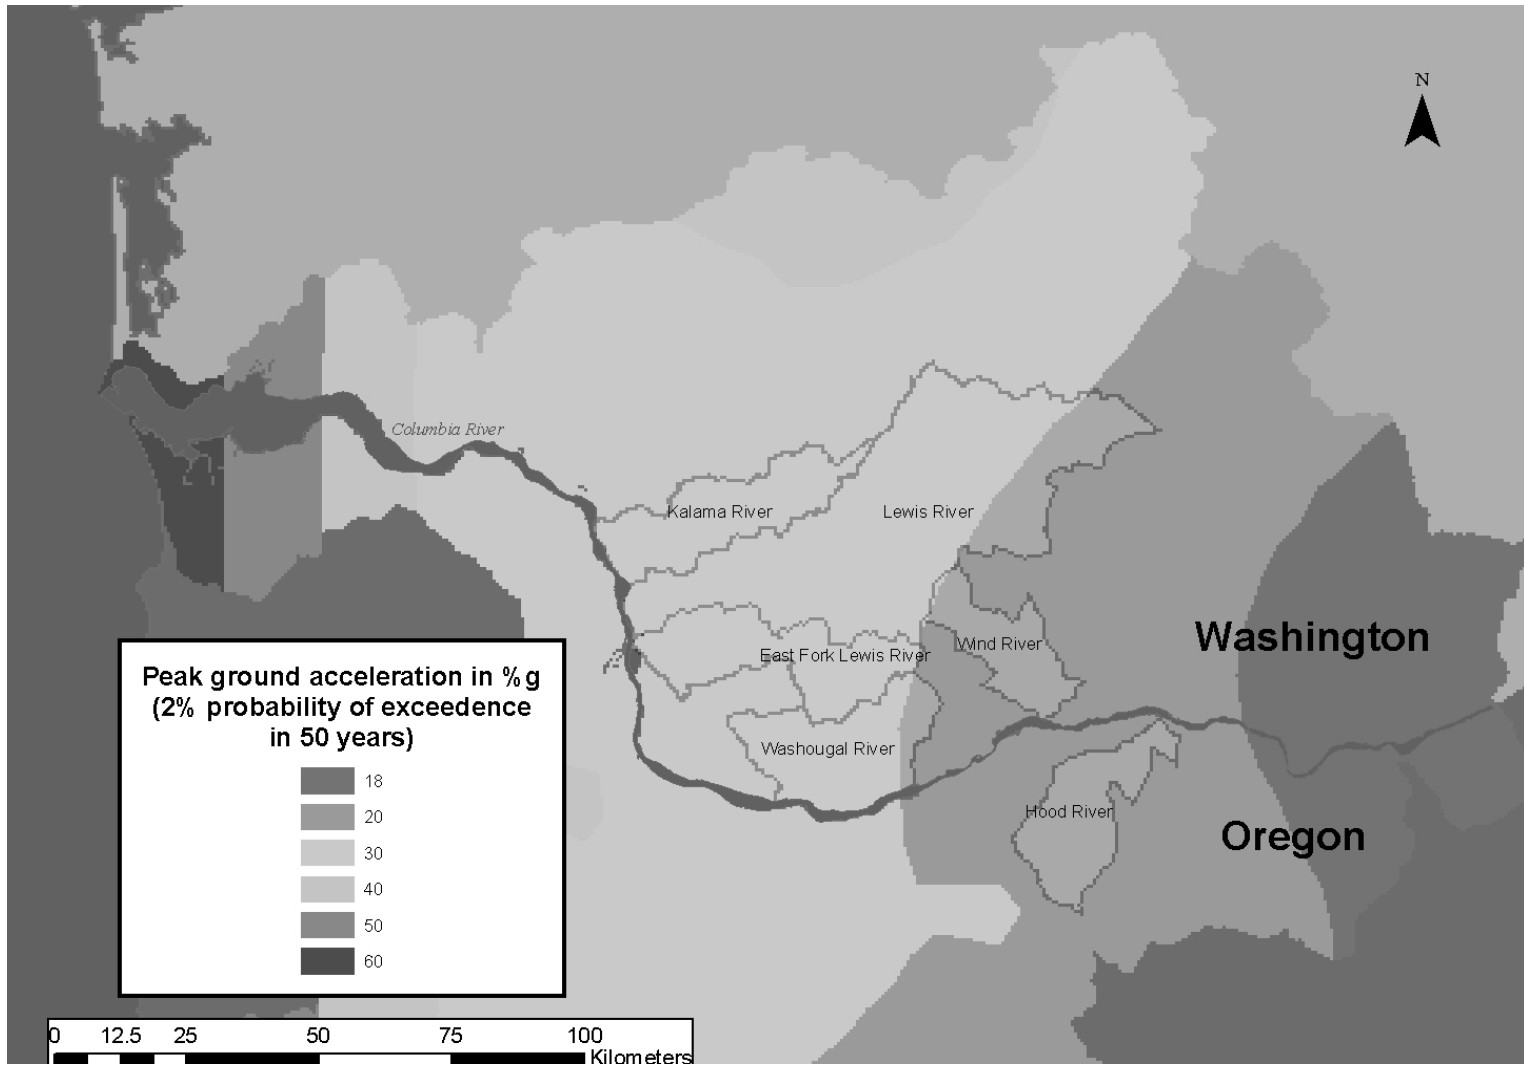 N
Columbia River
Kalama River
Lewis River
Washington
East Fork Lewis River
Wind River
Washougal River
Hood River
Oregon
Peak ground acceleration in %g
(2% probability of exceedence
in 50 years)
18
20
30
40
50
60
0 12.5 25 50 75 100
Kilometers